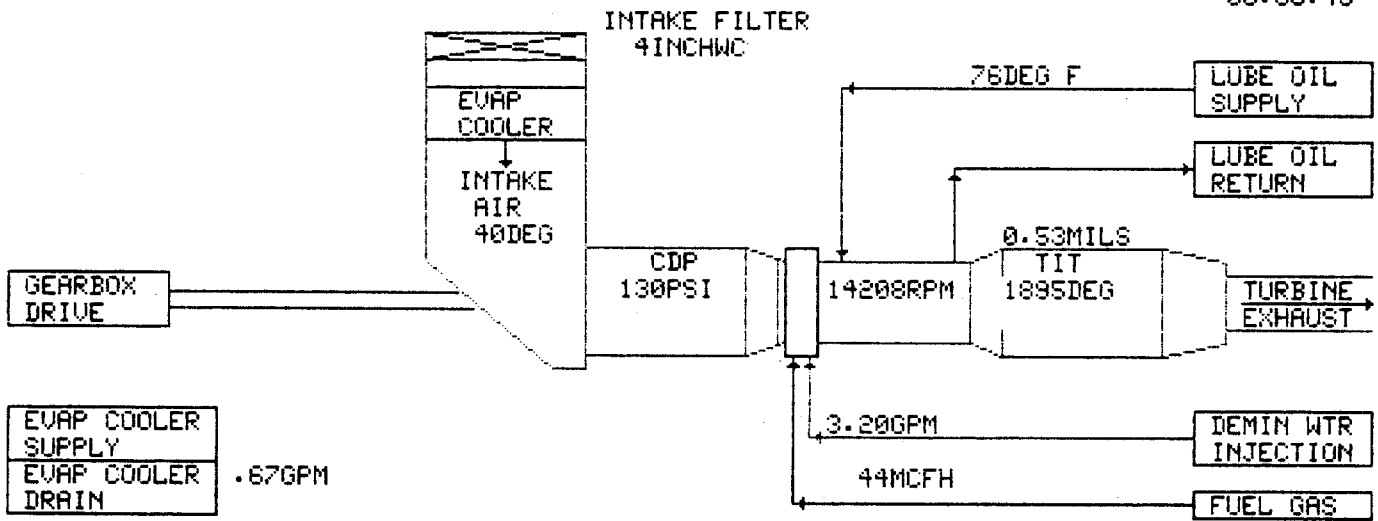 INTAKE FILTER
4INCHWC
76DEG F
LUBE OIL
SUPPLY
EVAP
COOLER
LUBE OIL
RETURN
INTAKE
AIR
40DEG
0.53MILS
CDP
130PSI
14208RPM
TIT
1895DEG
GEARBOX
DRIVE
TURBINE
EXHAUST
EVAP COOLER
SUPPLY
EVAP COOLER
DRAIN
.67GPM
3.20GPM
DEMIN WTR
INJECTION
44MCFH
FUEL GAS